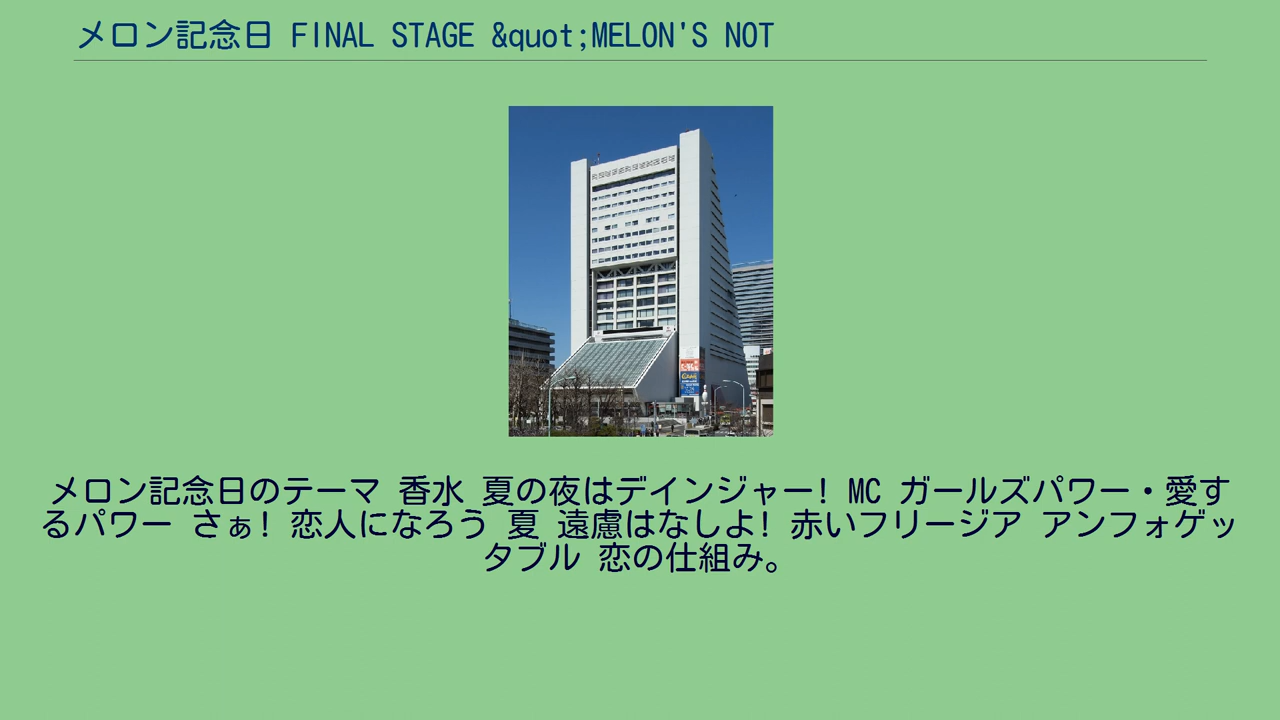 メロン記念日 FINAL STAGE &quot;MELON'S NOT
メロン記念日のテーマ 香水 夏の夜はデインジャー! MC ガールズパワー・愛す
るパワー さぁ! 恋人になろう 夏 遠慮はなしよ! 赤いフリージア アンフォゲッ
タブル 恋の仕組み。